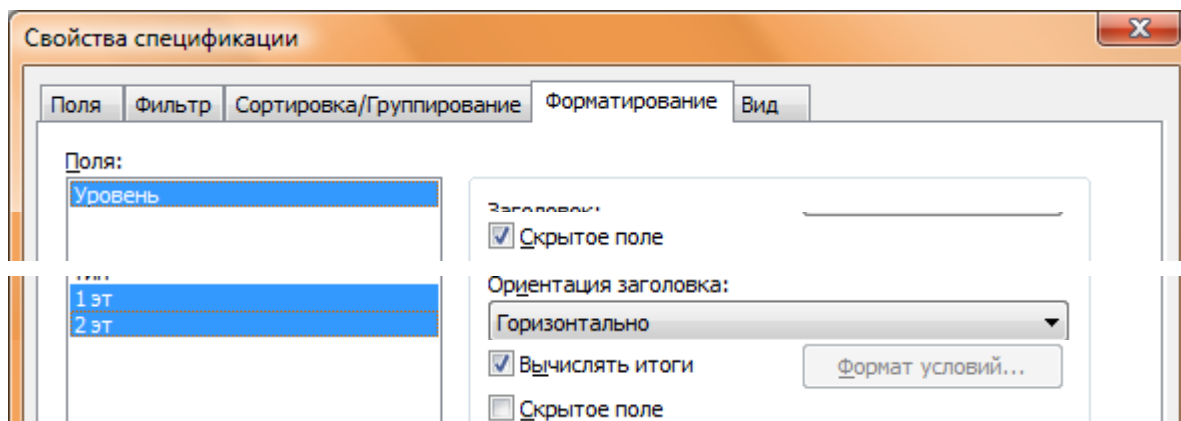 Свойства спецификации
Поля Фильтр Сортировка/Группирование Форматирование Вид
Поля:
Уровень
Заголовок:
Скрытое поле
Ориентация заголовка:
1 эт
2 эт
Горизонтально
Вычислять итоги Формат условий...
Скрытое поле